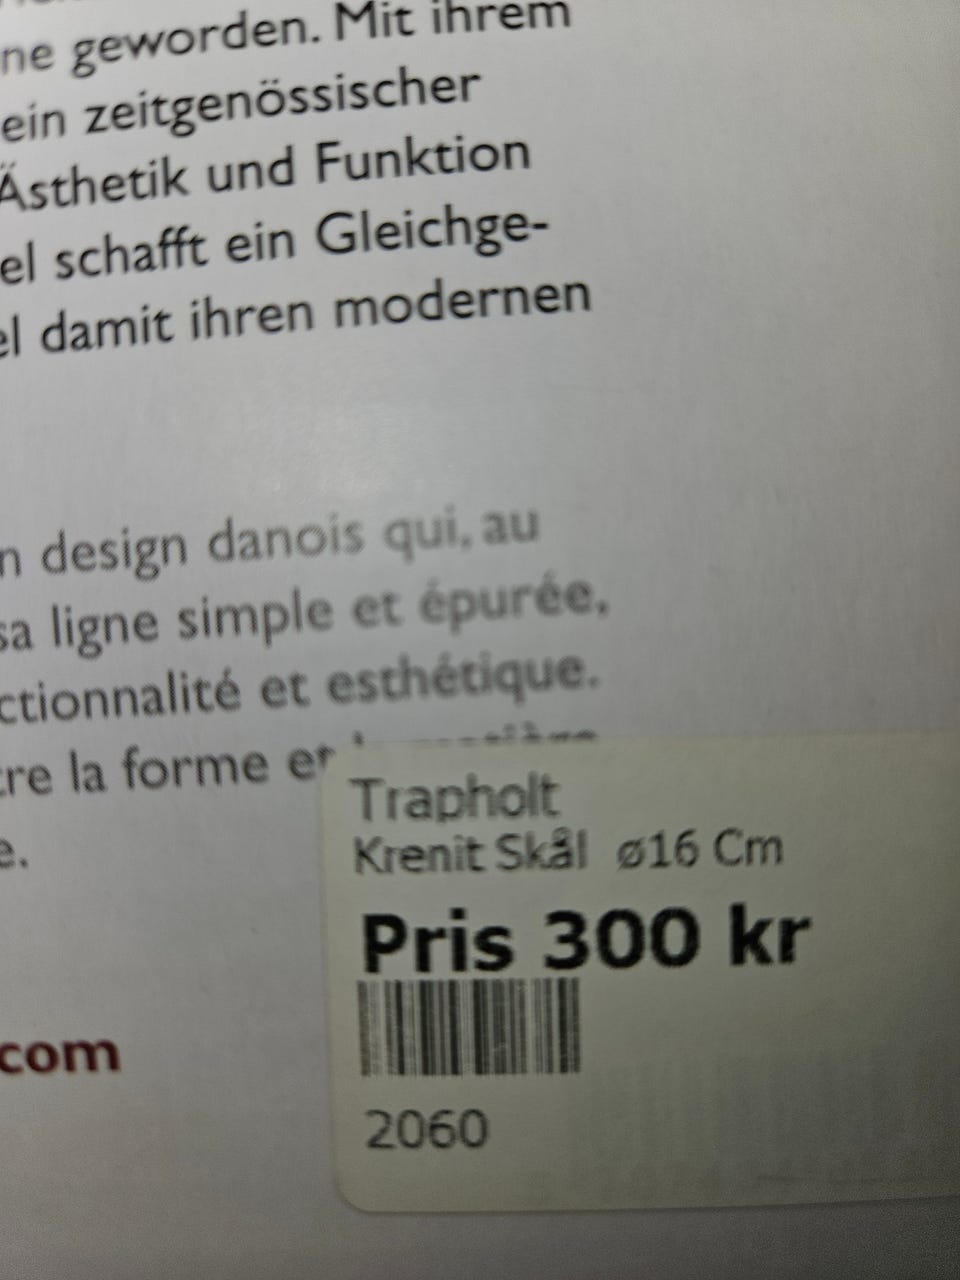 ne geworden. Mit ihrem
ein zeitgenössischer
Ästhetik und Funktion
el schafft ein Gleichge-
el damit ihren modernen
n design danois qui, au
sa ligne simple et épurée,
ctionnalité et esthétique.
tre la forme et
e.
Trapholt
Krenit Skål ø16 Cm
Pris 300 kr
2060
.com